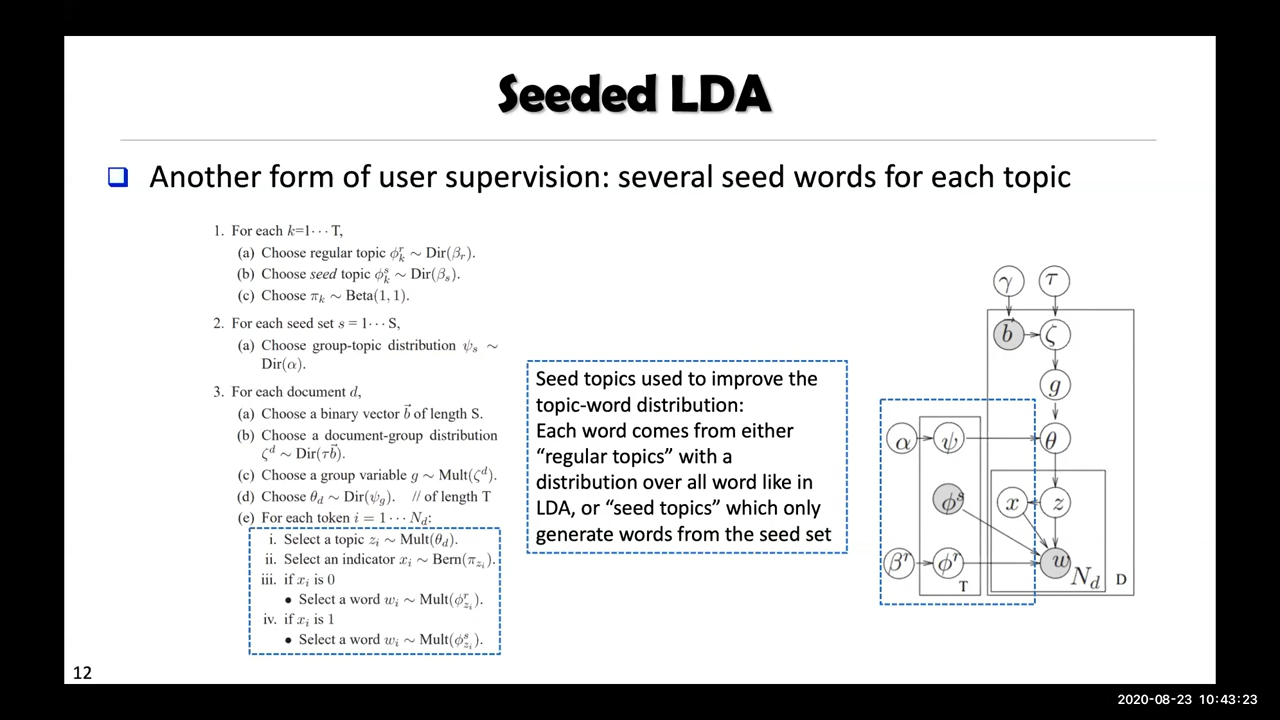 Seeded LDA
❑ Another form of user supervision: several seed words for each topic
1. For each k=1⋯T,
(a) Choose regular topic ϕ_k^r ∼ Dir(β_r).
(b) Choose seed topic ϕ_k^s ∼ Dir(β_s).
(c) Choose π_k ∼ Beta(1, 1).
2. For each seed set s = 1⋯S,
(a) Choose group-topic distribution ψ_s ∼
Dir(α).
3. For each document d,
(a) Choose a binary vector b⃗ of length S.
(b) Choose a document-group distribution
ζ^d ∼ Dir(τb⃗).
(c) Choose a group variable g ∼ Mult(ζ^d).
(d) Choose θ_d ∼ Dir(ψ_g). // of length T
(e) For each token i = 1⋯N_d:
i. Select a topic z_i ∼ Mult(θ_d).
ii. Select an indicator x_i ∼ Bern(π_{z_i}).
iii. if x_i is 0
• Select a word w_i ∼ Mult(ϕ_{z_i}^r).
iv. if x_i is 1
• Select a word w_i ∼ Mult(ϕ_{z_i}^s).
Seed topics used to improve the
topic-word distribution:
Each word comes from either
“regular topics” with a
distribution over all word like in
LDA, or “seed topics” which only
generate words from the seed set
γ τ
b⃗ ζ
g
α ψ θ
ϕ^s x z
β^r ϕ^r w
T N_d D
12
2020-08-23 10:43:23